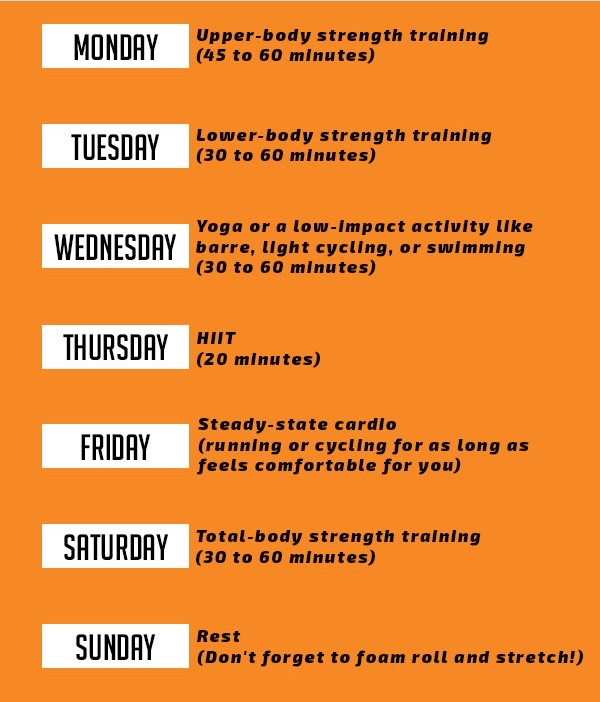 MONDAY
Upper-body strength training
(45 to 60 minutes)
TUESDAY
Lower-body strength training
(30 to 60 minutes)
WEDNESDAY
Yoga or a low-impact activity like
barre, light cycling, or swimming
(30 to 60 minutes)
THURSDAY
HIIT
(20 minutes)
FRIDAY
Steady-state cardio
(running or cycling for as long as
feels comfortable for you)
SATURDAY
Total-body strength training
(30 to 60 minutes)
SUNDAY
Rest
(Don't forget to foam roll and stretch!)